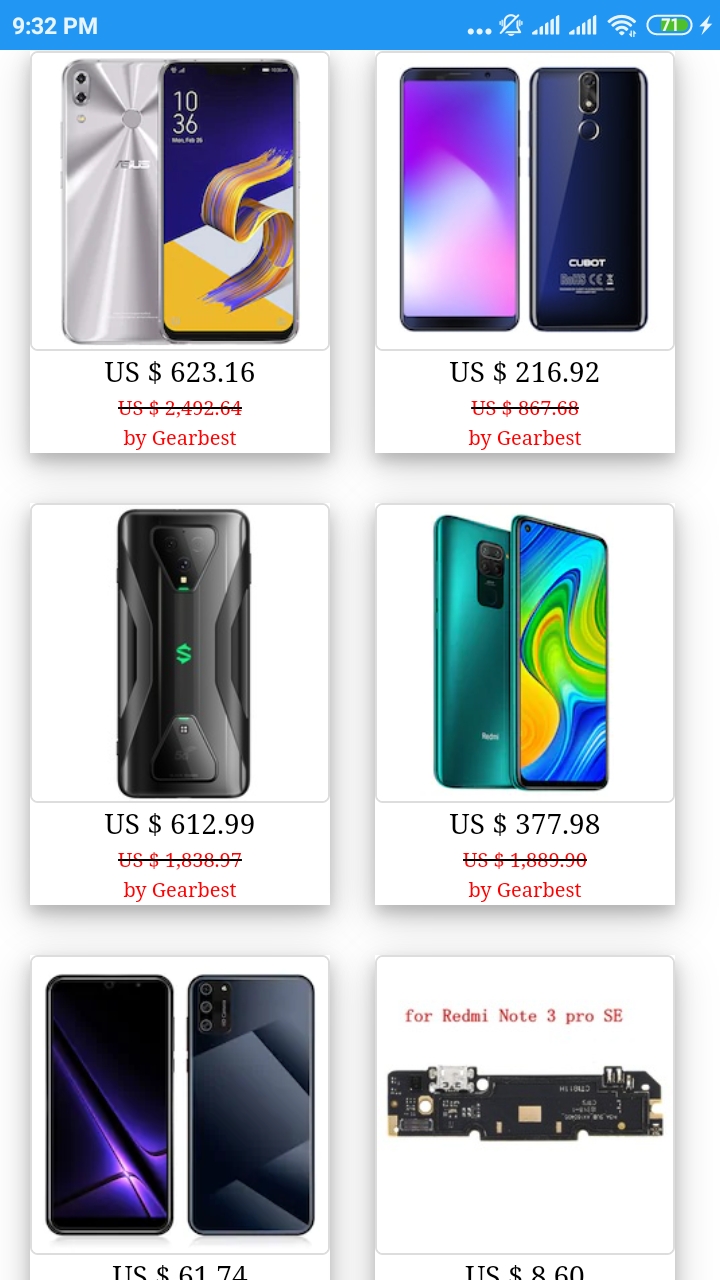 9:32 PM
71
10
36
Mon, Feb 26
ASUS
CUBOT
RoHS CE
US $ 623.16
US $ 216.92
US $ 2,492.64
US $ 867.68
by Gearbest
by Gearbest
Redmi
US $ 612.99
US $ 377.98
US $ 1,838.97
US $ 1,889.90
by Gearbest
by Gearbest
for Redmi Note 3 pro SE
US $ 61.74
US $ 8.60